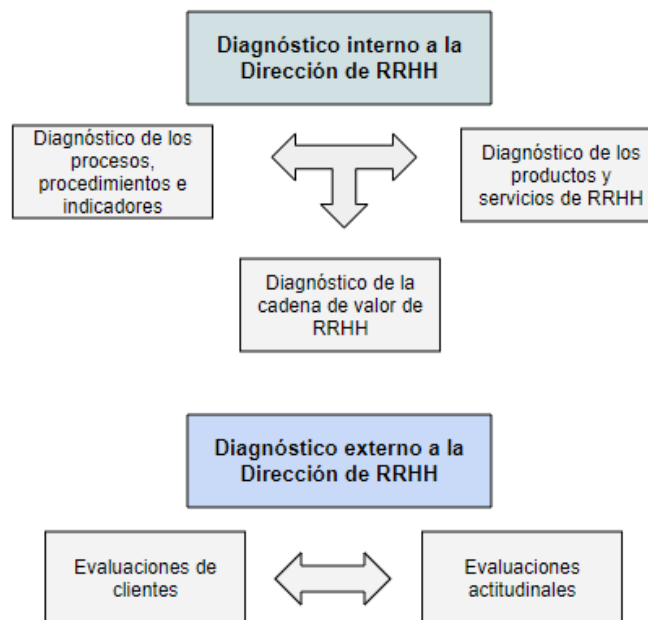 Diagnóstico interno a la
Dirección de RRHH
Diagnóstico de los
procesos,
procedimientos e
indicadores
Diagnóstico de los
productos y
servicios de RRHH
Diagnóstico de la
cadena de valor de
RRHH
Diagnóstico externo a la
Dirección de RRHH
Evaluaciones de
clientes
Evaluaciones
actitudinales